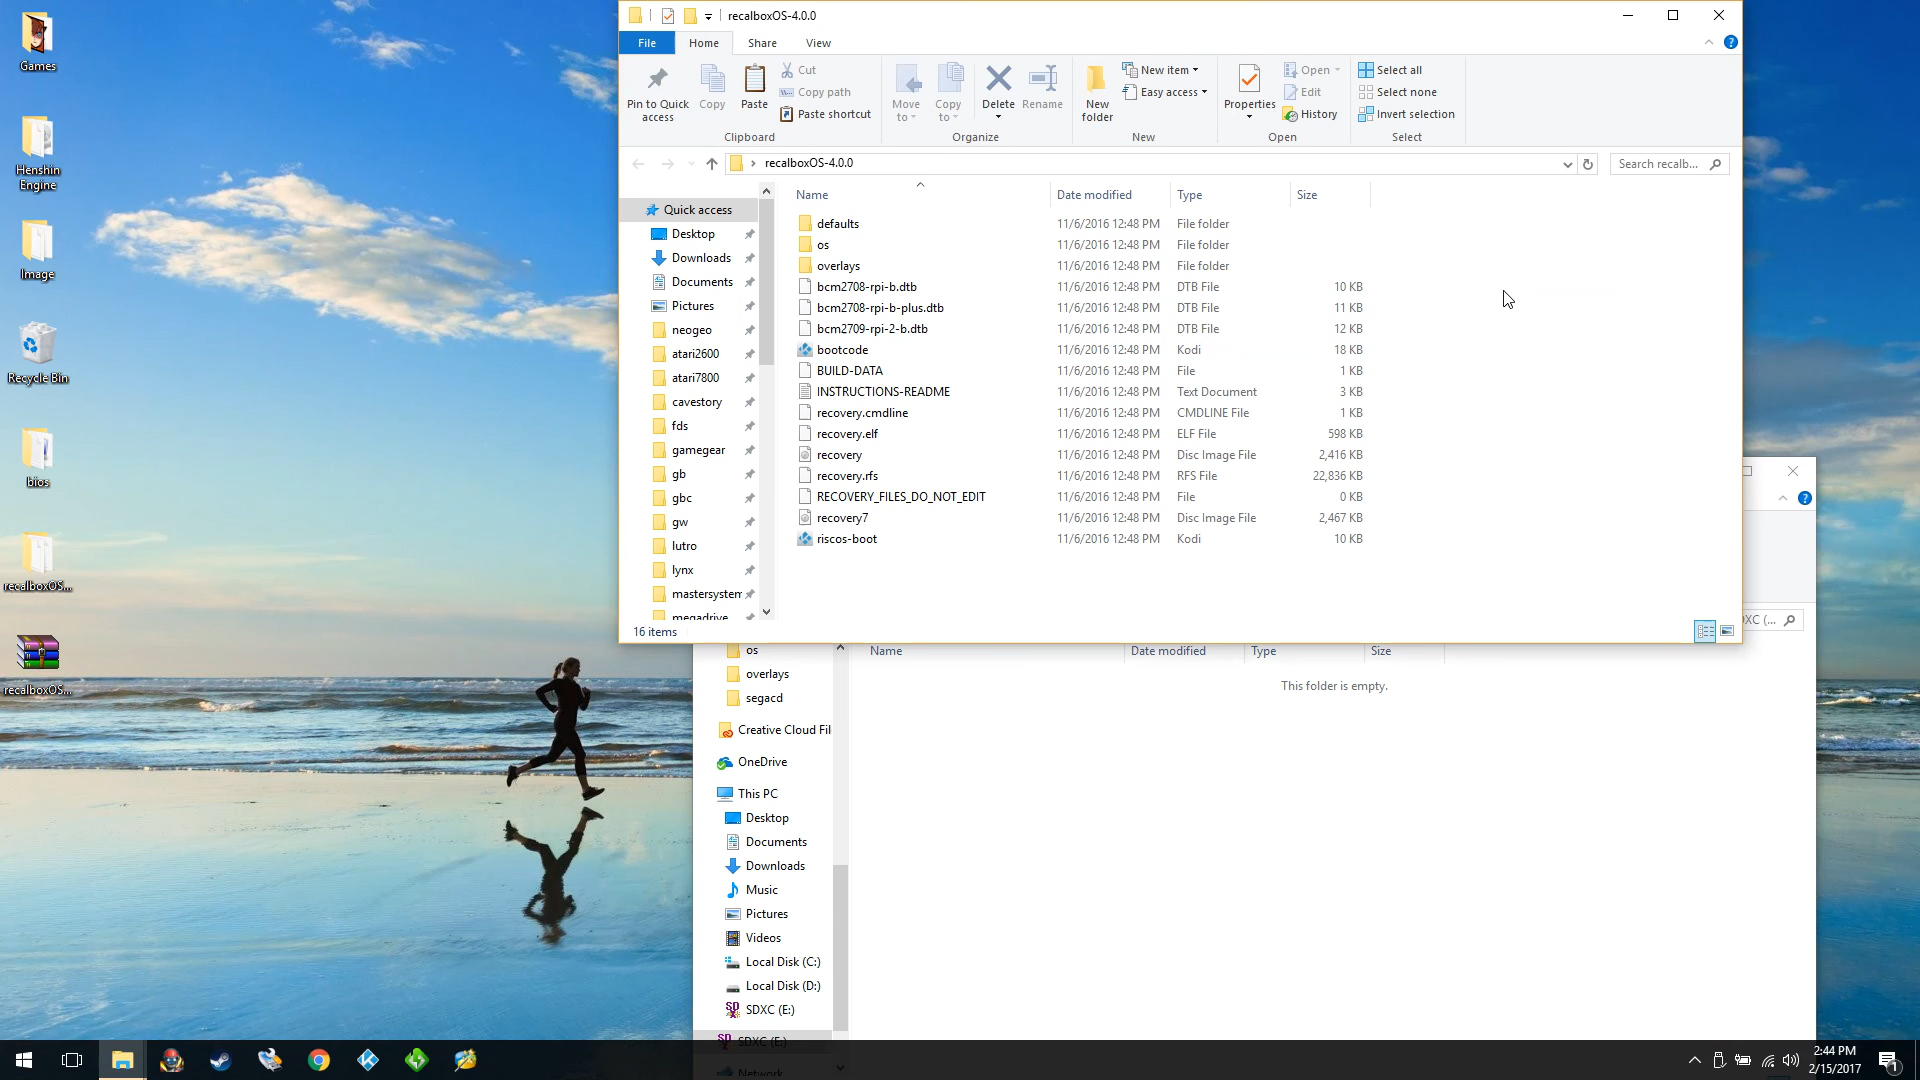 Games
Henshin
Engine
Image
Recycle Bin
bios
recalboxOS...
recalboxOS...
recalboxOS-4.0.0
File
Home
Share
View
Pin to Quick
access
Copy
Paste
Cut
Copy path
Paste shortcut
Clipboard
Move
to
Copy
to
Delete
Rename
Organize
New
folder
New item
Easy access
New
Properties
Open
Edit
History
Open
Select all
Select none
Invert selection
Select
recalboxOS-4.0.0
Search recalb...
Quick access
Desktop
Downloads
Documents
Pictures
neogeo
atari2600
atari7800
cavestory
fds
gamegear
gb
gbc
gw
lutro
lynx
mastersystem
megadrive
Name Date modified Type Size
defaults 11/6/2016 12:48 PM File folder
os 11/6/2016 12:48 PM File folder
overlays 11/6/2016 12:48 PM File folder
bcm2708-rpi-b.dtb 11/6/2016 12:48 PM DTB File 10 KB
bcm2708-rpi-b-plus.dtb 11/6/2016 12:48 PM DTB File 11 KB
bcm2709-rpi-2-b.dtb 11/6/2016 12:48 PM DTB File 12 KB
bootcode 11/6/2016 12:48 PM Kodi 18 KB
BUILD-DATA 11/6/2016 12:48 PM File 1 KB
INSTRUCTIONS-README 11/6/2016 12:48 PM Text Document 3 KB
recovery.cmdline 11/6/2016 12:48 PM CMDLINE File 1 KB
recovery.elf 11/6/2016 12:48 PM ELF File 598 KB
recovery 11/6/2016 12:48 PM Disc Image File 2,416 KB
recovery.rfs 11/6/2016 12:48 PM RFS File 22,836 KB
RECOVERY_FILES_DO_NOT_EDIT 11/6/2016 12:48 PM File 0 KB
recovery7 11/6/2016 12:48 PM Disc Image File 2,467 KB
riscos-boot 11/6/2016 12:48 PM Kodi 10 KB
16 items
XC (...
os
overlays
segacd
Creative Cloud Fil
OneDrive
This PC
Desktop
Documents
Downloads
Music
Pictures
Videos
Local Disk (C:)
Local Disk (D:)
SDXC (E:)
SDXC (E:)
Network
Name Date modified Type Size
This folder is empty.
2:44 PM
2/15/2017
1